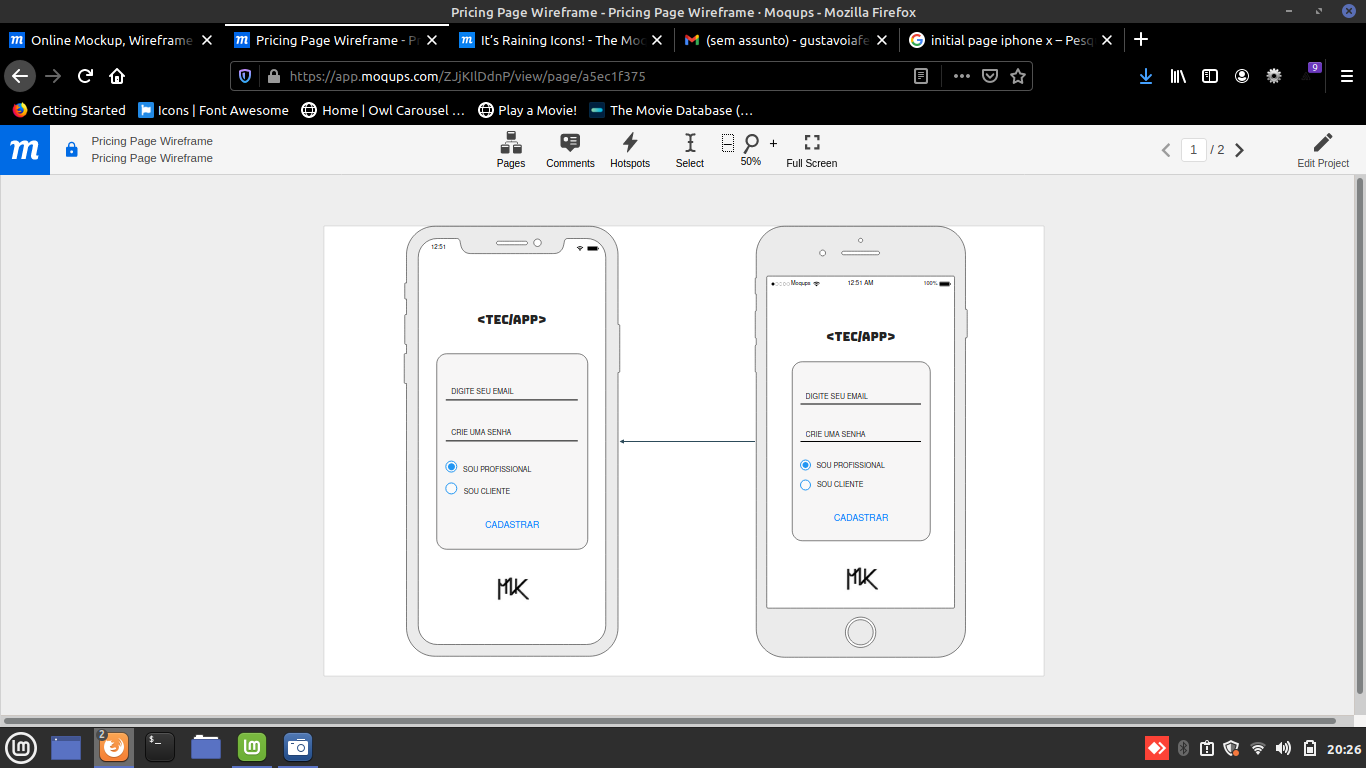 Pricing Page Wireframe - Pricing Page Wireframe · Moqups - Mozilla Firefox
Online Mockup, Wireframe
Pricing Page Wireframe - P
It's Raining Icons! - The Moc
(sem assunto) - gustavoiafe
initial page iphone x – Pesq
https://app.moqups.com/ZJjKIlDdnP/view/page/a5ec1f375
9
Getting Started
Icons | Font Awesome
Home | Owl Carousel ...
Play a Movie!
The Movie Database (...
m
Pricing Page Wireframe
Pricing Page Wireframe
Pages
Comments
Hotspots
Select
50%
Full Screen
1 / 2
Edit Project
12:51
<TEC/APP>
DIGITE SEU EMAIL
CRIE UMA SENHA
SOU PROFISSIONAL
SOU CLIENTE
CADASTRAR
MK
Moqups
12:51 AM
100%
<TEC/APP>
DIGITE SEU EMAIL
CRIE UMA SENHA
SOU PROFISSIONAL
SOU CLIENTE
CADASTRAR
MK
2
$_
20:26